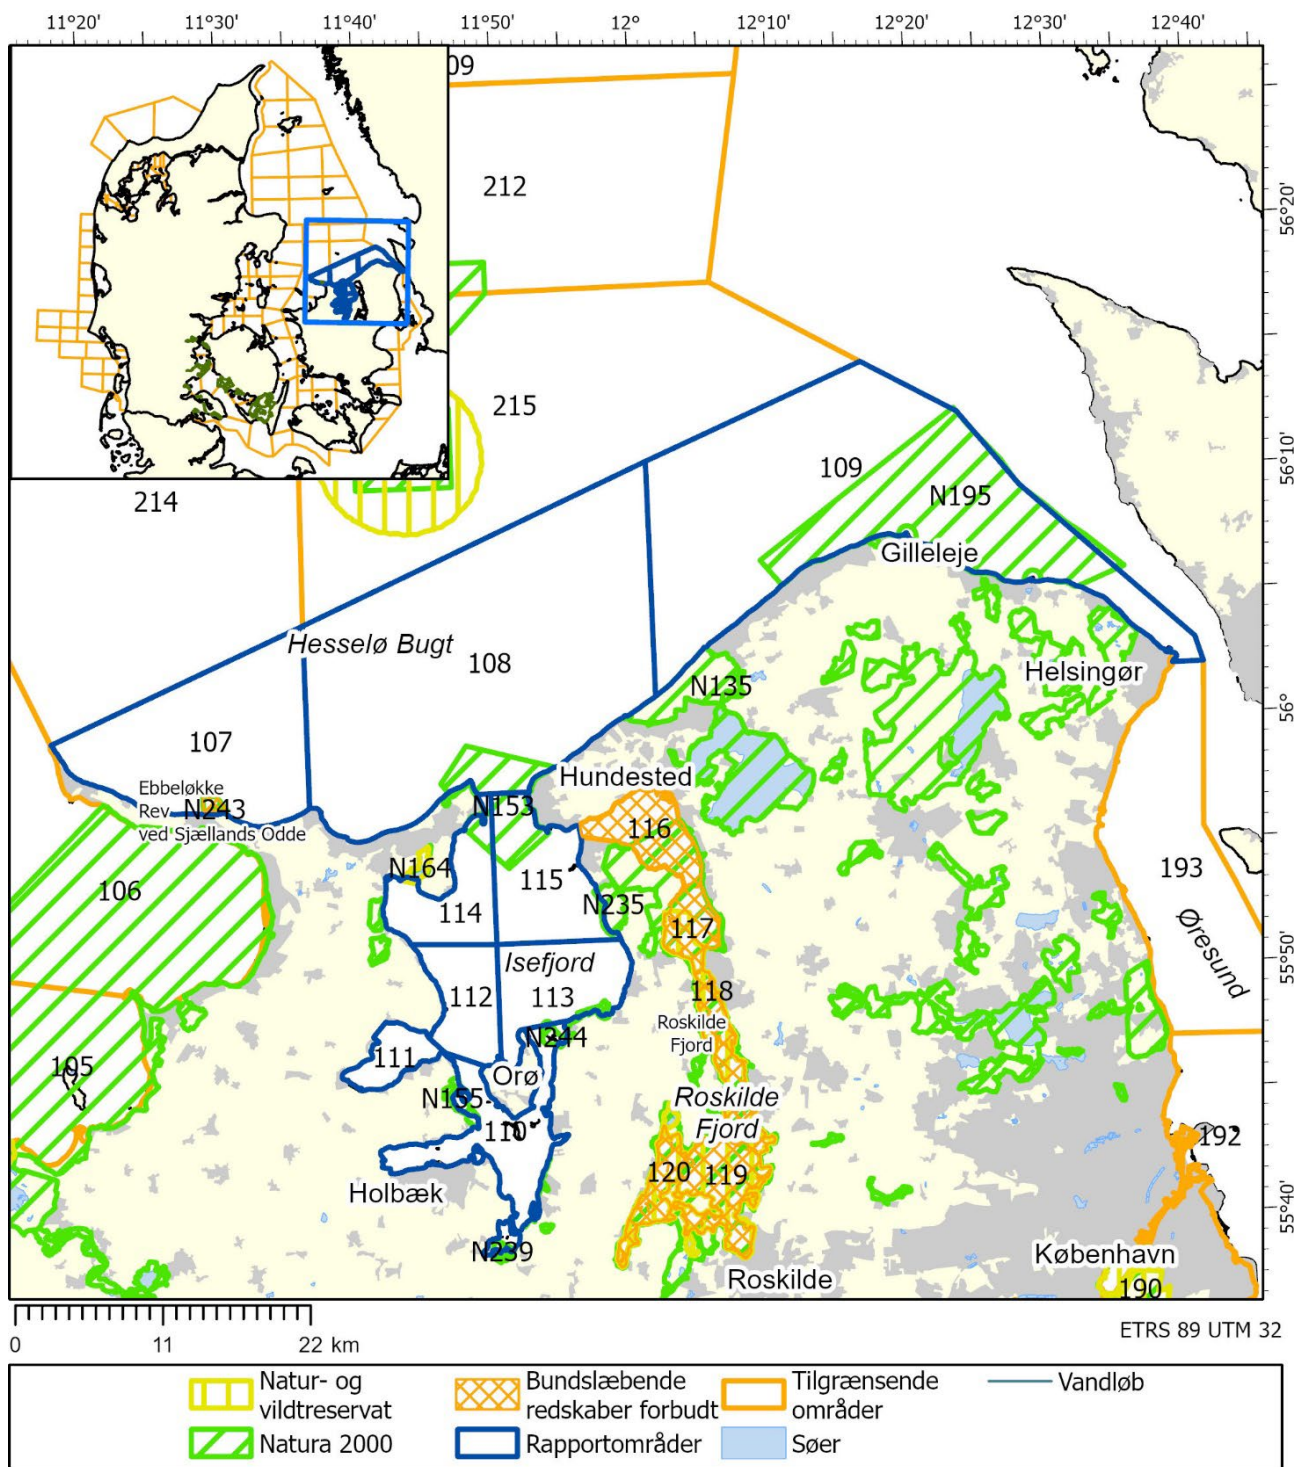 11°20' 11°30' 11°40' 11°50' 12° 12°10' 12°20' 12°30' 12°40'
09
212
56°20'
215
214
109
N195
56°10'
Gilleleje
Hesselø Bugt
108
Helsingør
N135
56°
107
Hundested
Ebbeløkke
Rev
N243
ved Sjællands Odde
N153
116
N164
115
193
106
114
N235
117
Øresund
55°50'
Isefjord
112
113
118
Roskilde
Fjord
N244
111
105
Orø
N155
Roskilde
Fjord
110
192
120
119
Holbæk
55°40'
N239
København
Roskilde
190
0 11 22 km
ETRS 89 UTM 32
Natur- og
vildtreservat
Natura 2000
Bundslæbende
redskaber forbudt
Rapportområder
Tilgrænsende
områder
Søer
Vandløb